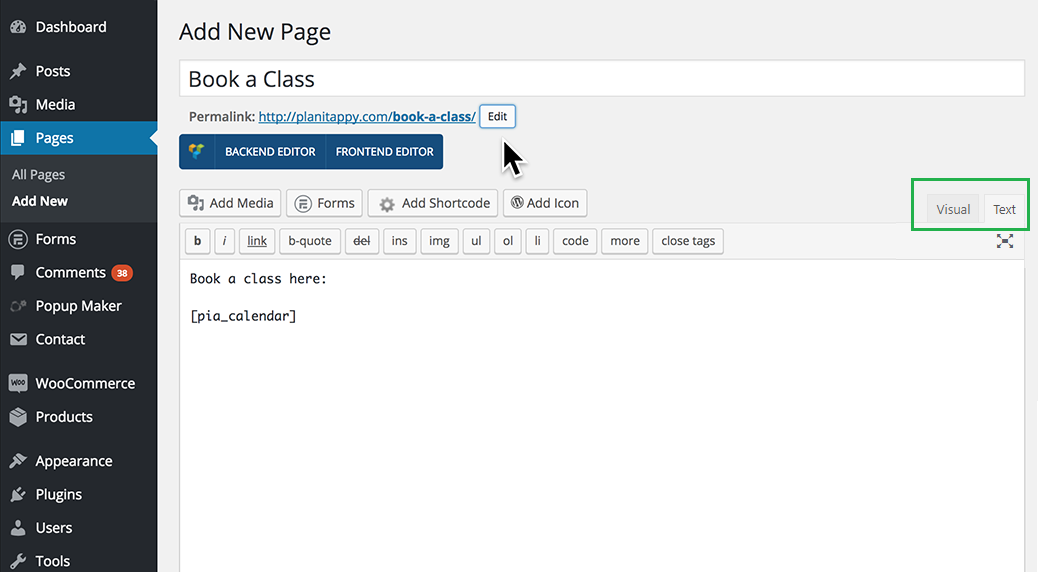 Dashboard
Posts
Media
Pages
All Pages
Add New
Forms
Comments 38
Popup Maker
Contact
WOO WooCommerce
Products
Appearance
Plugins
Users
Tools
Add New Page
Book a Class
Permalink: http://planitappy.com/book-a-class/ Edit
BACKEND EDITOR FRONTEND EDITOR
Add Media Forms Add Shortcode Add Icon
Visual Text
b i link b-quote del ins img ul ol li code more close tags
Book a class here:
[pia_calendar]